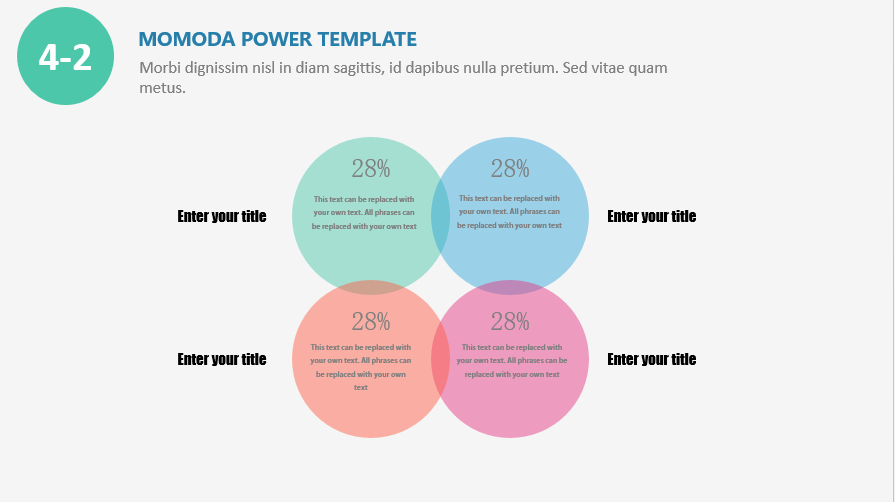 4-2
MOMODA POWER TEMPLATE
Morbi dignissim nisl in diam sagittis, id dapibus nulla pretium. Sed vitae quam
metus.
28%
This text can be replaced with
your own text. All phrases can
be replaced with your own text
28%
This text can be replaced with
your own text. All phrases can
be replaced with your own text
Enter your title
Enter your title
28%
This text can be replaced with
your own text. All phrases can
be replaced with your own
text
28%
This text can be replaced with
your own text. All phrases can be
replaced with your own text
Enter your title
Enter your title